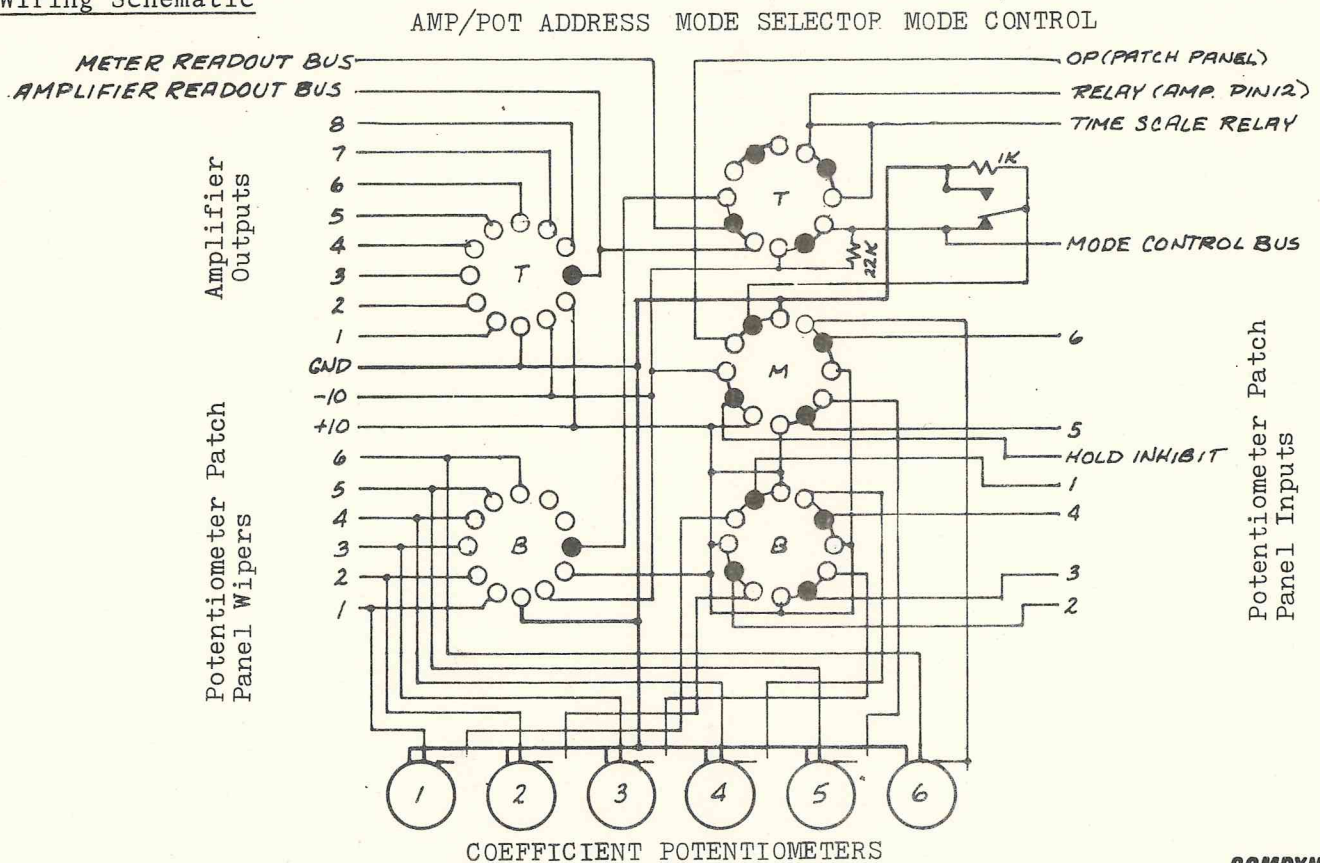 Wiring Schematic
AMP/POT ADDRESS MODE SELECTOR MODE CONTROL
METER READOUT BUS
AMPLIFIER READOUT BUS
8
7
6
5
4
3
2
1
GND
-10
+10
6
5
4
3
2
1
Amplifier
Outputs
Potentiometer Patch
Panel Wipers
T
B
T
M
B
1K
22K
OP (PATCH PANEL)
RELAY (AMP. PIN 12)
TIME SCALE RELAY
MODE CONTROL BUS
6
5
HOLD INHIBIT
1
4
3
2
Potentiometer Patch
Panel Inputs
1
2
3
4
5
6
COEFFICIENT POTENTIOMETERS